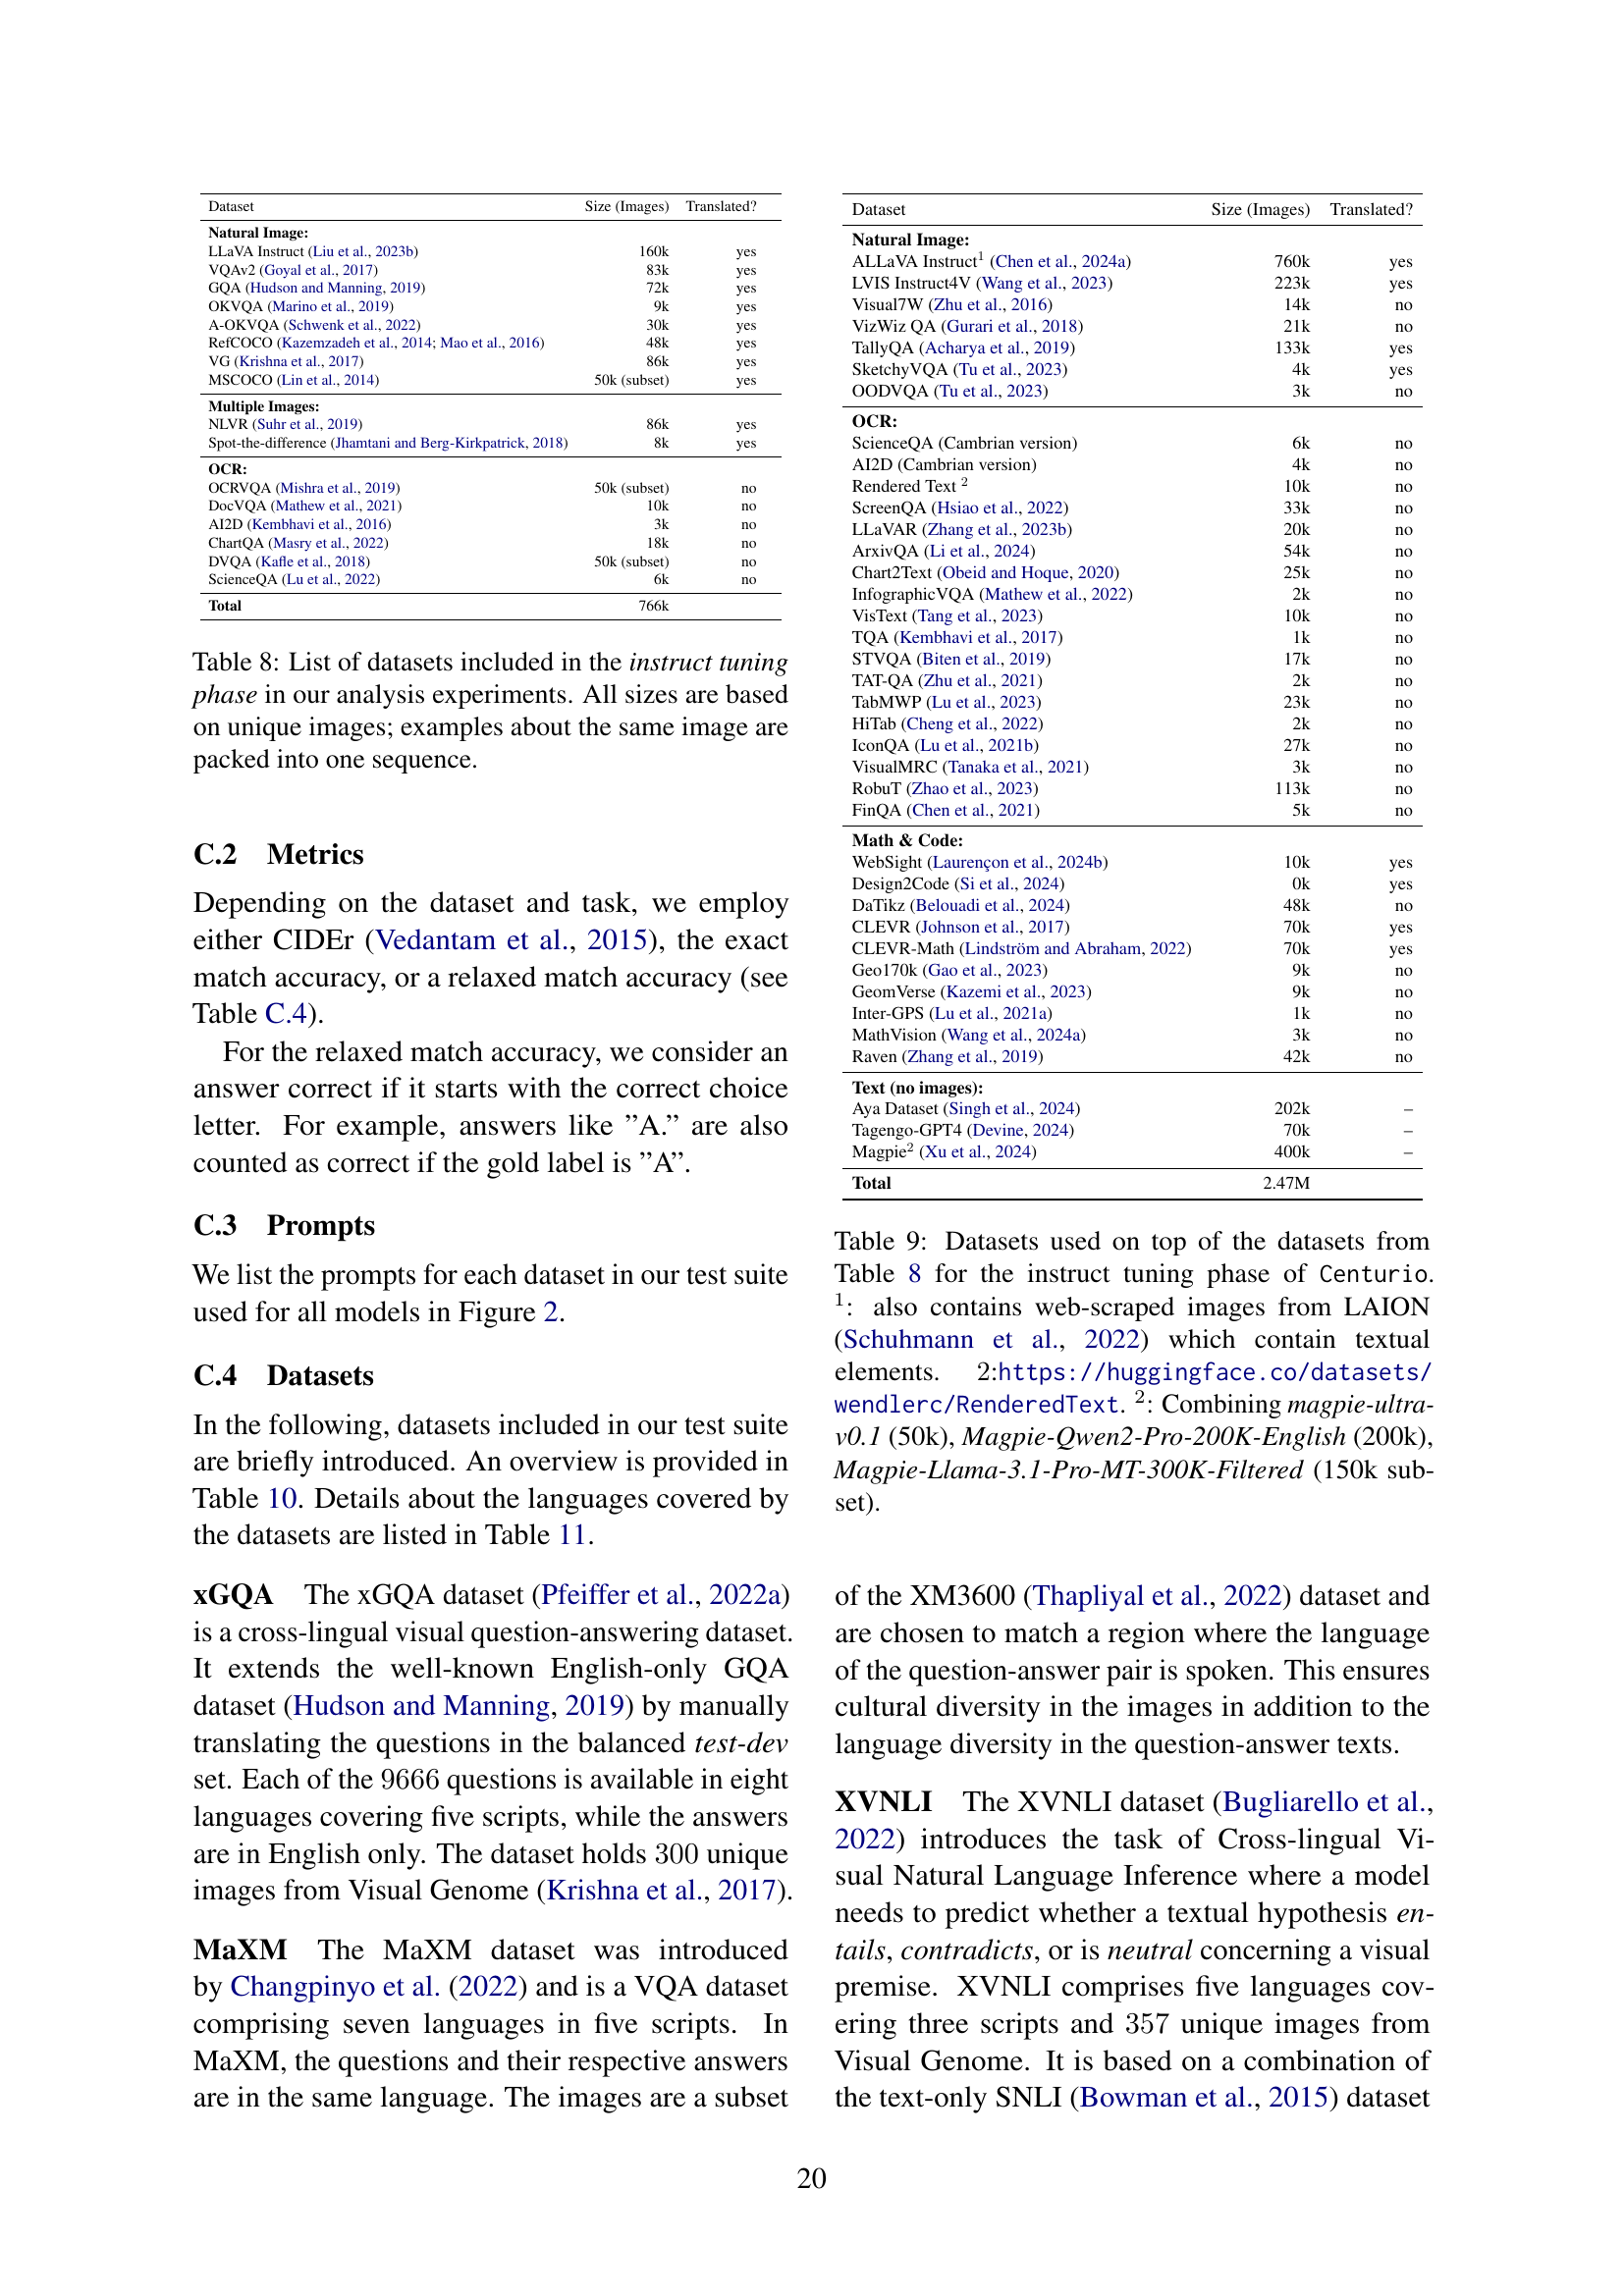 Dataset Size (Images) Translated?
Natural Image:
LLaVA Instruct (Liu et al., 2023b) 160k yes
VQAv2 (Goyal et al., 2017) 83k yes
GQA (Hudson and Manning, 2019) 72k yes
OKVQA (Marino et al., 2019) 9k yes
A-OKVQA (Schwenk et al., 2022) 30k yes
RefCOCO (Kazemzadeh et al., 2014; Mao et al., 2016) 48k yes
VG (Krishna et al., 2017) 86k yes
MSCOCO (Lin et al., 2014) 50k (subset) yes
Multiple Images:
NLVR (Suhr et al., 2019) 86k yes
Spot-the-difference (Jhamtani and Berg-Kirkpatrick, 2018) 8k yes
OCR:
OCRVQA (Mishra et al., 2019) 50k (subset) no
DocVQA (Mathew et al., 2021) 10k no
AI2D (Kembhavi et al., 2016) 3k no
ChartQA (Masry et al., 2022) 18k no
DVQA (Kafle et al., 2018) 50k (subset) no
ScienceQA (Lu et al., 2022) 6k no
Total 766k
Table 8: List of datasets included in the instruct tuning
phase in our analysis experiments. All sizes are based
on unique images; examples about the same image are
packed into one sequence.
C.2 Metrics
Depending on the dataset and task, we employ
either CIDEr (Vedantam et al., 2015), the exact
match accuracy, or a relaxed match accuracy (see
Table C.4).
For the relaxed match accuracy, we consider an
answer correct if it starts with the correct choice
letter. For example, answers like ”A.” are also
counted as correct if the gold label is ”A”.
C.3 Prompts
We list the prompts for each dataset in our test suite
used for all models in Figure 2.
C.4 Datasets
In the following, datasets included in our test suite
are briefly introduced. An overview is provided in
Table 10. Details about the languages covered by
the datasets are listed in Table 11.
xGQA The xGQA dataset (Pfeiffer et al., 2022a)
is a cross-lingual visual question-answering dataset.
It extends the well-known English-only GQA
dataset (Hudson and Manning, 2019) by manually
translating the questions in the balanced test-dev
set. Each of the 9666 questions is available in eight
languages covering five scripts, while the answers
are in English only. The dataset holds 300 unique
images from Visual Genome (Krishna et al., 2017).
MaXM The MaXM dataset was introduced
by Changpinyo et al. (2022) and is a VQA dataset
comprising seven languages in five scripts. In
MaXM, the questions and their respective answers
are in the same language. The images are a subset
Dataset Size (Images) Translated?
Natural Image:
ALLaVA Instruct¹ (Chen et al., 2024a) 760k yes
LVIS Instruct4V (Wang et al., 2023) 223k yes
Visual7W (Zhu et al., 2016) 14k no
VizWiz QA (Gurari et al., 2018) 21k no
TallyQA (Acharya et al., 2019) 133k yes
SketchyVQA (Tu et al., 2023) 4k yes
OODVQA (Tu et al., 2023) 3k no
OCR:
ScienceQA (Cambrian version) 6k no
AI2D (Cambrian version) 4k no
Rendered Text ² 10k no
ScreenQA (Hsiao et al., 2022) 33k no
LLaVAR (Zhang et al., 2023b) 20k no
ArxivQA (Li et al., 2024) 54k no
Chart2Text (Obeid and Hoque, 2020) 25k no
InfographicVQA (Mathew et al., 2022) 2k no
VisText (Tang et al., 2023) 10k no
TQA (Kembhavi et al., 2017) 1k no
STVQA (Biten et al., 2019) 17k no
TAT-QA (Zhu et al., 2021) 2k no
TabMWP (Lu et al., 2023) 23k no
HiTab (Cheng et al., 2022) 2k no
IconQA (Lu et al., 2021b) 27k no
VisualMRC (Tanaka et al., 2021) 3k no
RobuT (Zhao et al., 2023) 113k no
FinQA (Chen et al., 2021) 5k no
Math & Code:
WebSight (Laurençon et al., 2024b) 10k yes
Design2Code (Si et al., 2024) 0k yes
DaTikz (Belouadi et al., 2024) 48k no
CLEVR (Johnson et al., 2017) 70k yes
CLEVR-Math (Lindström and Abraham, 2022) 70k yes
Geo170k (Gao et al., 2023) 9k no
GeomVerse (Kazemi et al., 2023) 9k no
Inter-GPS (Lu et al., 2021a) 1k no
MathVision (Wang et al., 2024a) 3k no
Raven (Zhang et al., 2019) 42k no
Text (no images):
Aya Dataset (Singh et al., 2024) 202k –
Tagengo-GPT4 (Devine, 2024) 70k –
Magpie² (Xu et al., 2024) 400k –
Total 2.47M
Table 9: Datasets used on top of the datasets from
Table 8 for the instruct tuning phase of Centurio.
¹: also contains web-scraped images from LAION
(Schuhmann et al., 2022) which contain textual
elements. 2:https://huggingface.co/datasets/
wendlerc/RenderedText. ²: Combining magpie-ultra-
v0.1 (50k), Magpie-Qwen2-Pro-200K-English (200k),
Magpie-Llama-3.1-Pro-MT-300K-Filtered (150k sub-
set).
of the XM3600 (Thapliyal et al., 2022) dataset and
are chosen to match a region where the language
of the question-answer pair is spoken. This ensures
cultural diversity in the images in addition to the
language diversity in the question-answer texts.
XVNLI The XVNLI dataset (Bugliarello et al.,
2022) introduces the task of Cross-lingual Vi-
sual Natural Language Inference where a model
needs to predict whether a textual hypothesis en-
tails, contradicts, or is neutral concerning a visual
premise. XVNLI comprises five languages cov-
ering three scripts and 357 unique images from
Visual Genome. It is based on a combination of
the text-only SNLI (Bowman et al., 2015) dataset
20